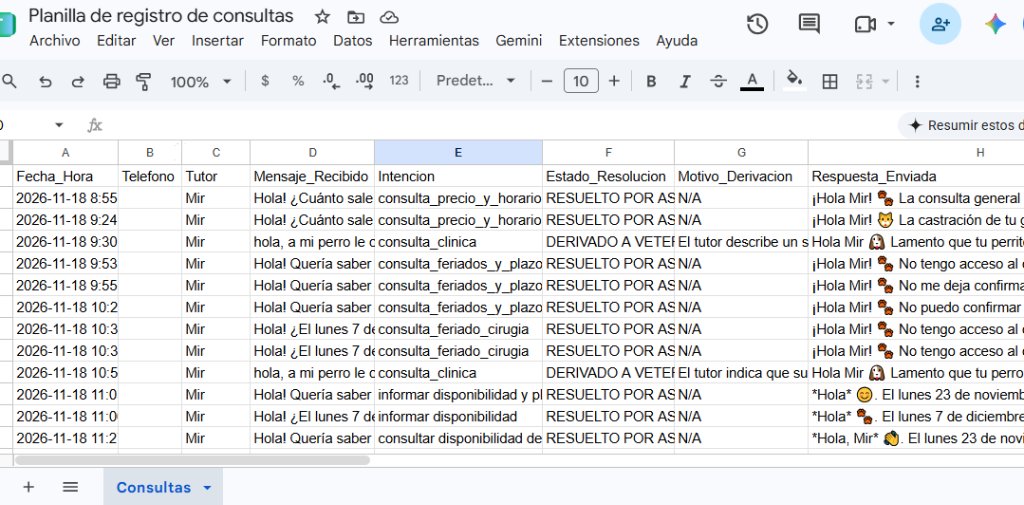 Planilla de registro de consultas
Archivo Editar Ver Insertar Formato Datos Herramientas Gemini Extensiones Ayuda
100% $ % .0 .00 123 Predet... 10 B I A
fx Resumir estos d
A B C D E F G H
Fecha_Hora Telefono Tutor Mensaje_Recibido Intencion Estado_Resolucion Motivo_Derivacion Respuesta_Enviada
2026-11-18 8:55 Mir Hola! ¿Cuánto sale consulta_precio_y_horario RESUELTO POR AS N/A ¡Hola Mir! 🐾 La consulta general
2026-11-18 9:24 Mir Hola! ¿Cuánto sale consulta_precio_y_horario RESUELTO POR AS N/A ¡Hola Mir! 🐱 La castración de tu g
2026-11-18 9:30 Mir hola, a mi perro le c consulta_clinica DERIVADO A VETER El tutor describe un s Hola Mir 🐶 Lamento que tu perrit
2026-11-18 9:53 Mir Hola! Quería saber consulta_feriados_y_plazo RESUELTO POR AS N/A ¡Hola Mir! 🐾 No tengo acceso al c
2026-11-18 9:55 Mir Hola! Quería saber consulta_feriados_y_plazo RESUELTO POR AS N/A ¡Hola Mir! 🐾 No me deja confirma
2026-11-18 10:2 Mir Hola! Quería saber consulta_feriados_y_plazo RESUELTO POR AS N/A ¡Hola Mir! 🐾 No puedo confirmar
2026-11-18 10:3 Mir Hola! ¿El lunes 7 de consulta_feriado_cirugia RESUELTO POR AS N/A ¡Hola Mir! 🐾 No tengo acceso al c
2026-11-18 10:3 Mir Hola! ¿El lunes 7 de consulta_feriado_cirugia RESUELTO POR AS N/A ¡Hola Mir! 🐾 No tengo acceso al c
2026-11-18 10:5 Mir hola, a mi perro le c consulta_clinica DERIVADO A VETER El tutor indica que su Hola Mir 🐶 Lamento que tu perro
2026-11-18 11:0 Mir Hola! Quería saber informar disponibilidad y pl RESUELTO POR AS N/A *Hola* 😊. El lunes 23 de noviemb
2026-11-18 11:0 Mir Hola! ¿El lunes 7 de informar disponibilidad RESUELTO POR AS N/A *Hola* 🐾. El lunes 7 de diciembre
2026-11-18 11:2 Mir Hola! Quería saber consultar disponibilidad de RESUELTO POR AS N/A *Hola, Mir* 👋. El lunes 23 de novi
Consultas